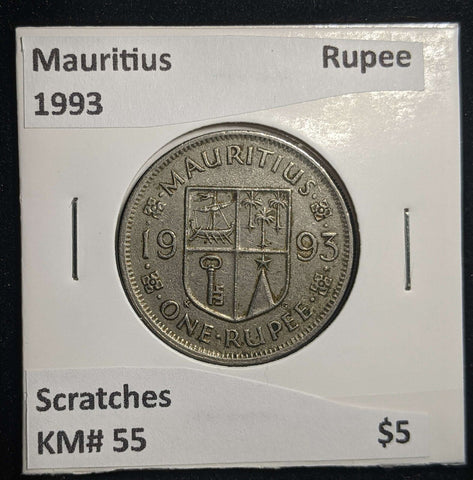 Mauritius Rupee
1993
·MAURITIUS·
19 93
·ONE·RUPEE·
Scratches
KM# 55 $5